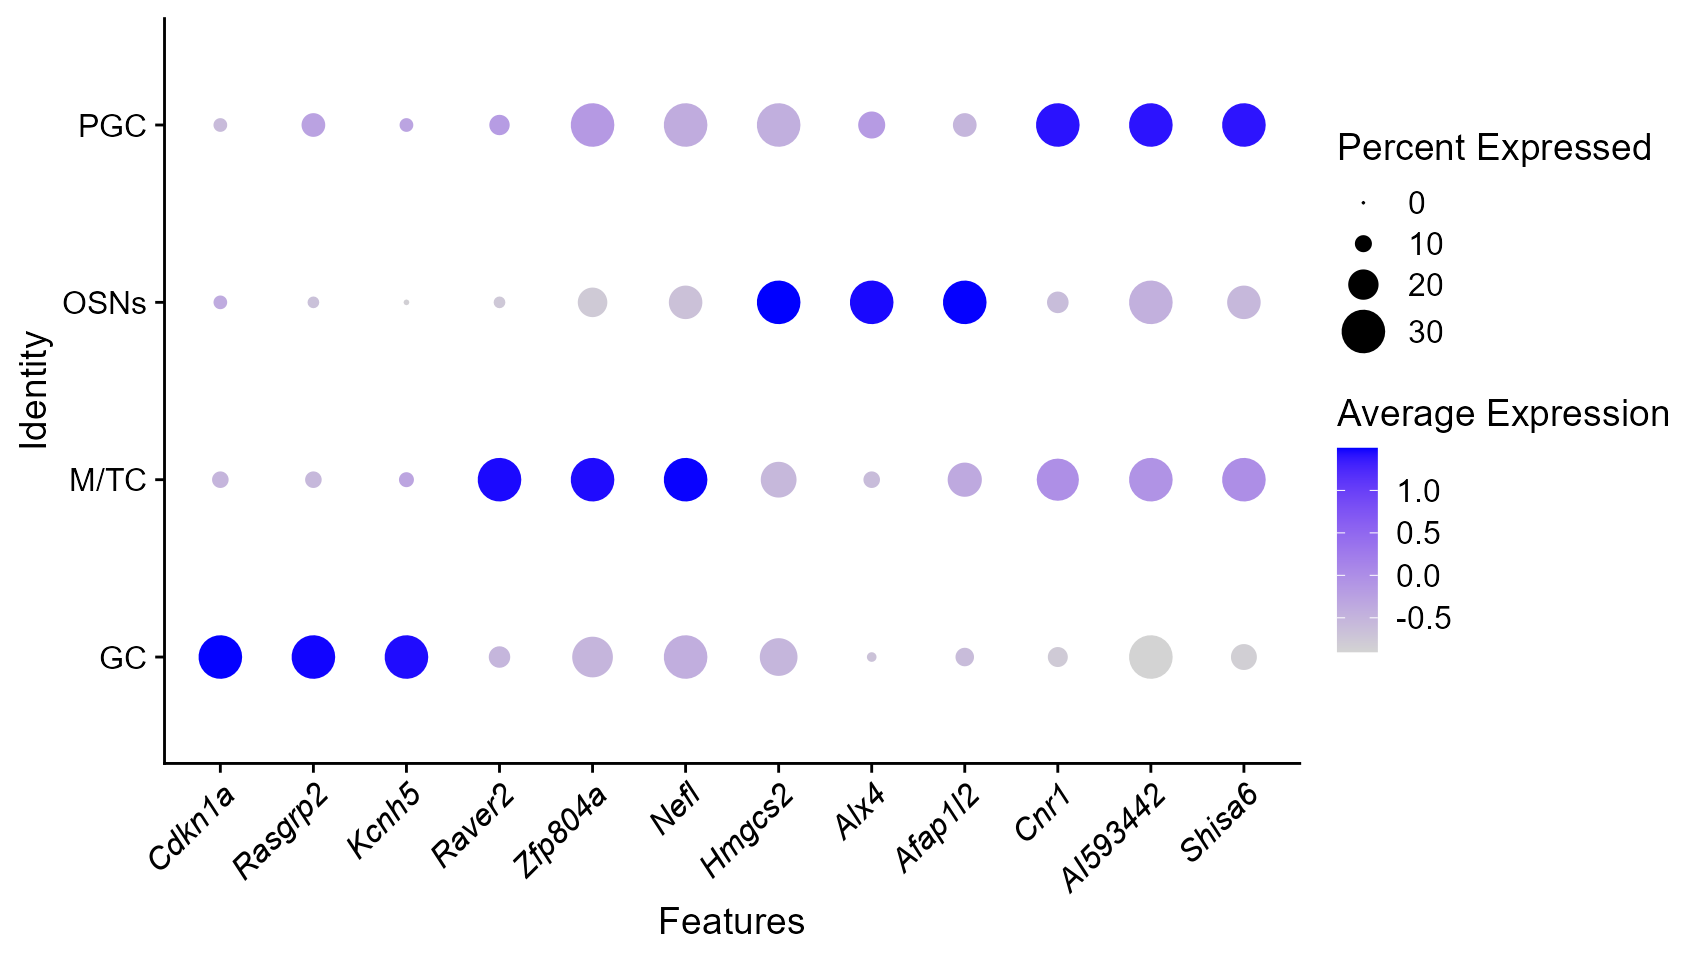 PGC
OSNs
M/TC
GC
Identity
Cdkn1a
Rasgrp2
Kcnh5
Raver2
Zfp804a
Nefl
Hmgcs2
Alx4
Afap1l2
Cnr1
AI593442
Shisa6
Features
Percent Expressed
0
10
20
30
Average Expression
1.0
0.5
0.0
-0.5